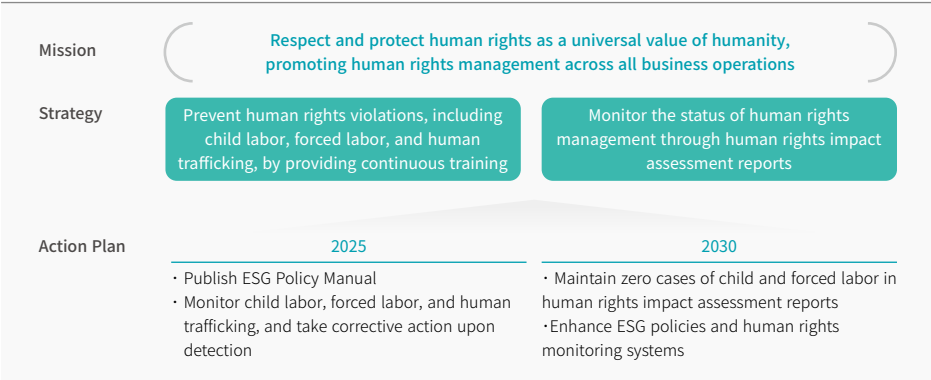 Mission
Respect and protect human rights as a universal value of humanity,
promoting human rights management across all business operations
Strategy
Prevent human rights violations, including
child labor, forced labor, and human
trafficking, by providing continuous training
Monitor the status of human rights
management through human rights impact
assessment reports
Action Plan
2025
· Publish ESG Policy Manual
· Monitor child labor, forced labor, and human
trafficking, and take corrective action upon
detection
2030
· Maintain zero cases of child and forced labor in
human rights impact assessment reports
·Enhance ESG policies and human rights
monitoring systems